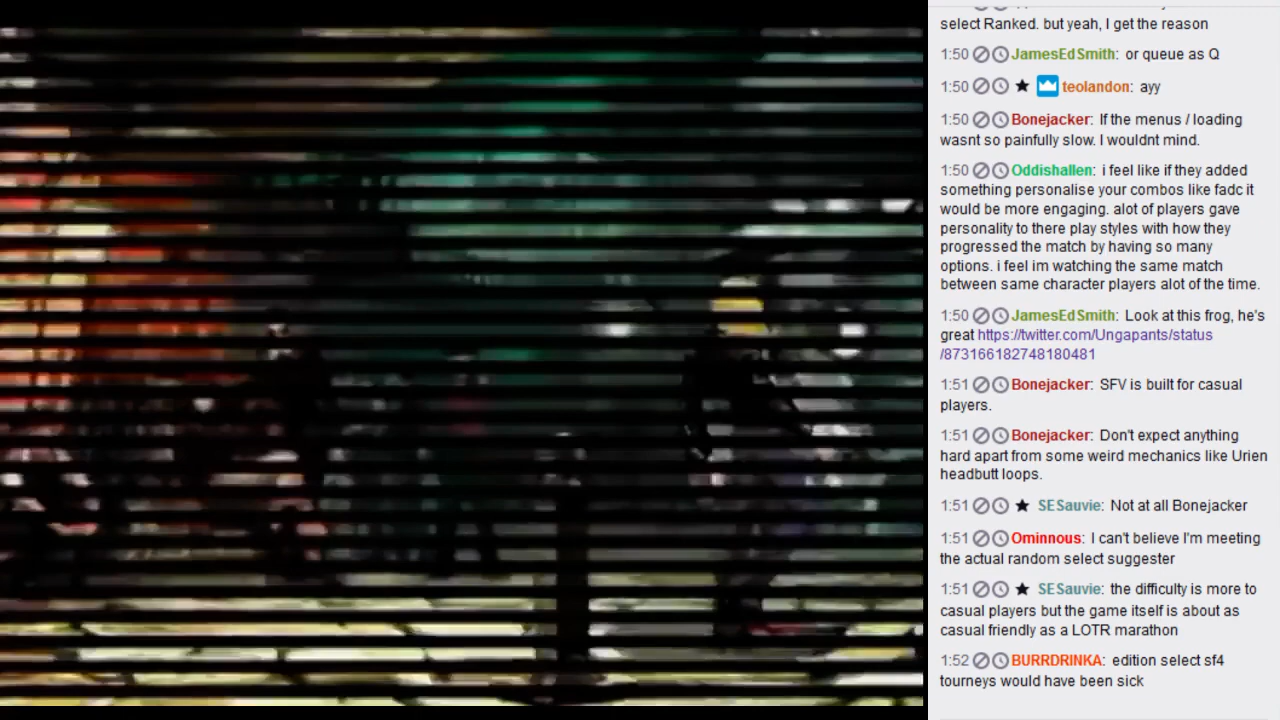 select Ranked. but yeah, I get the reason
1:50 JamesEdSmith: or queue as Q
1:50 teolandon: ayy
1:50 Bonejacker: If the menus / loading
wasnt so painfully slow. I wouldnt mind.
1:50 Oddishallen: i feel like if they added
something personalise your combos like fadc it
would be more engaging. alot of players gave
personality to there play styles with how they
progressed the match by having so many
options. i feel im watching the same match
between same character players alot of the time.
1:50 JamesEdSmith: Look at this frog, he's
great https://twitter.com/Ungapants/status
/873166182748180481
1:51 Bonejacker: SFV is built for casual
players.
1:51 Bonejacker: Don't expect anything
hard apart from some weird mechanics like Urien
headbutt loops.
1:51 SESauvie: Not at all Bonejacker
1:51 Ominnous: I can't believe I'm meeting
the actual random select suggester
1:51 SESauvie: the difficulty is more to
casual players but the game itself is about as
casual friendly as a LOTR marathon
1:52 BURRDRINKA: edition select sf4
tourneys would have been sick